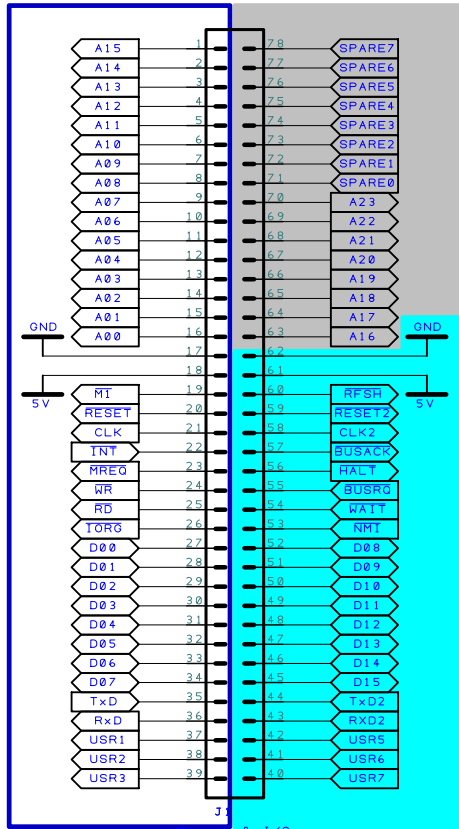 A15 1 78 SPARE7
A14 2 77 SPARE6
A13 3 76 SPARE5
A12 4 75 SPARE4
A11 5 74 SPARE3
A10 6 73 SPARE2
A09 7 72 SPARE1
A08 8 71 SPARE0
A07 9 70 A23
A06 10 69 A22
A05 11 68 A21
A04 12 67 A20
A03 13 66 A19
A02 14 65 A18
A01 15 64 A17
GND GND
A00 16 63 A16
17 62
18 61
MI 19 60 RFSH
5V 5V
RESET 20 59 RESET2
CLK 21 58 CLK2
INT 22 57 BUSACK
MREQ 23 56 HALT
WR 24 55 BUSRQ
RD 25 54 WAIT
IORG 26 53 NMI
D00 27 52 D08
D01 28 51 D09
D02 29 50 D10
D03 30 49 D11
D04 31 48 D12
D05 32 47 D13
D06 33 46 D14
D07 34 45 D15
TxD 35 44 TxD2
RxD 36 43 RXD2
USR1 37 42 USR5
USR2 38 41 USR6
USR3 39 40 USR7
J1